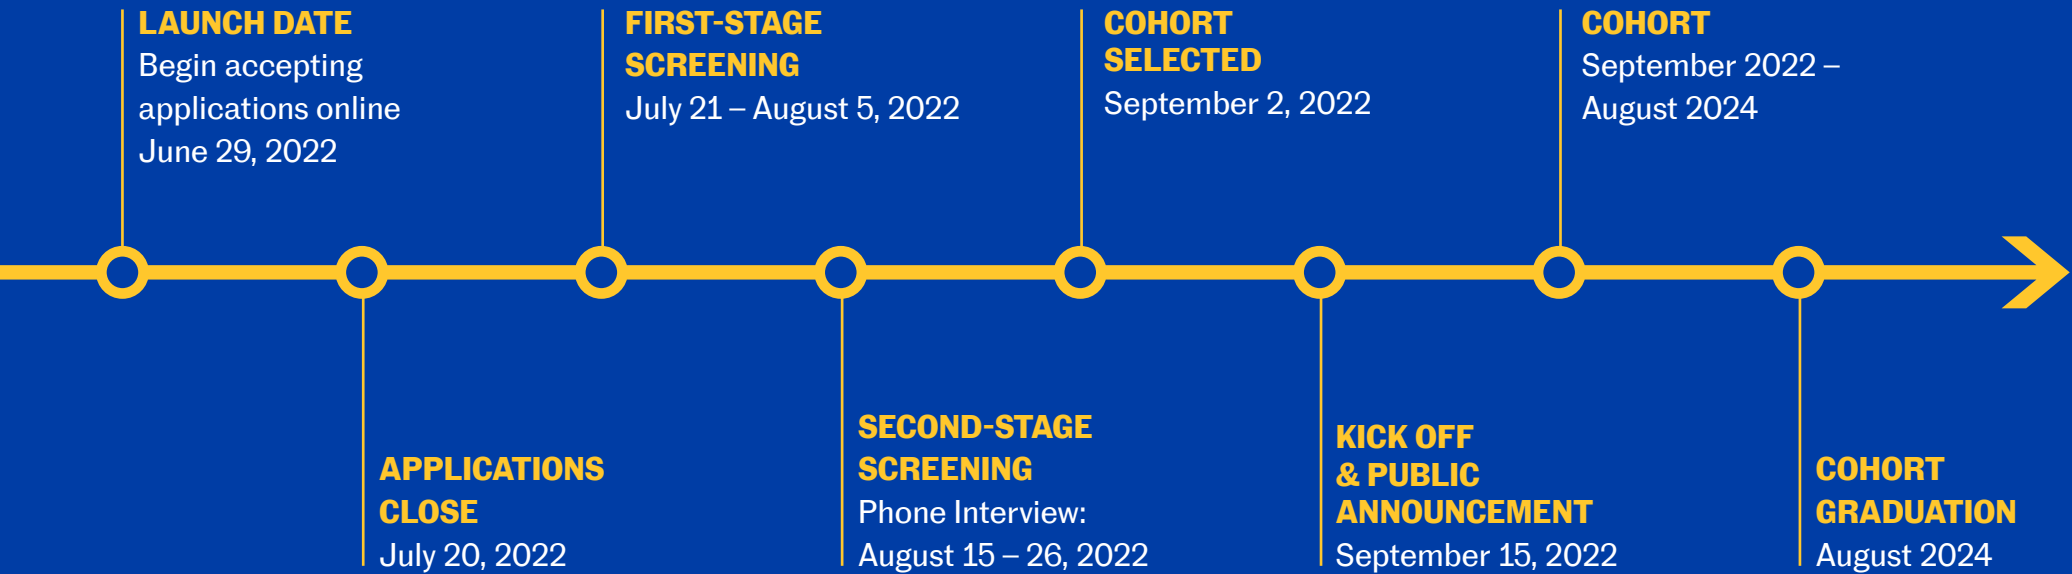 LAUNCH DATE
Begin accepting
applications online
June 29, 2022
APPLICATIONS
CLOSE
July 20, 2022
FIRST-STAGE
SCREENING
July 21 – August 5, 2022
SECOND-STAGE
SCREENING
Phone Interview:
August 15 – 26, 2022
COHORT
SELECTED
September 2, 2022
KICK OFF
& PUBLIC
ANNOUNCEMENT
September 15, 2022
COHORT
September 2022 –
August 2024
COHORT
GRADUATION
August 2024